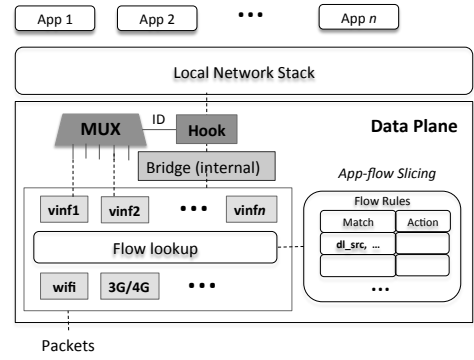 App 1
App 2
•••
App n
Local Network Stack
MUX
ID
Hook
Data Plane
Bridge (internal)
App-flow Slicing
vinf1
vinf2
•••
vinfn
Flow Rules
Match
Action
dl_src, ...
Flow lookup
wifi
3G/4G
•••
•••
Packets